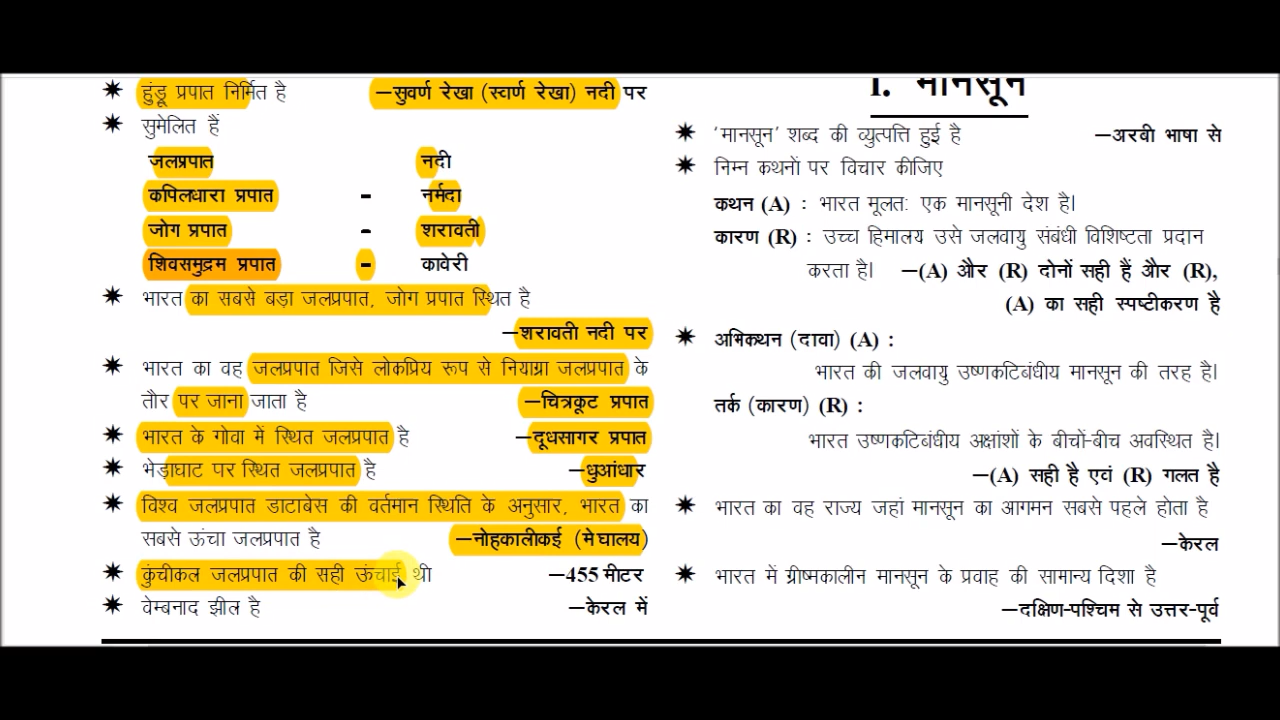 ✷ हुंडू प्रपात निर्मित है –सुवर्ण रेखा (स्वर्ण रेखा) नदी पर
✷ सुमेलित हैं
जलप्रपात नदी
कपिलधारा प्रपात - नर्मदा
जोग प्रपात - शरावती
शिवसमुद्रम प्रपात - कावेरी
✷ भारत का सबसे बड़ा जलप्रपात, जोग प्रपात स्थित है
–शरावती नदी पर
✷ भारत का वह जलप्रपात जिसे लोकप्रिय रूप से नियाग्रा जलप्रपात के
तौर पर जाना जाता है –चित्रकूट प्रपात
✷ भारत के गोवा में स्थित जलप्रपात है –दूधसागर प्रपात
✷ भेड़ाघाट पर स्थित जलप्रपात है –धुआंधार
✷ विश्व जलप्रपात डाटाबेस की वर्तमान स्थिति के अनुसार, भारत का
सबसे ऊंचा जलप्रपात है –नोहकालीकई (मेघालय)
✷ कुंचीकल जलप्रपात की सही ऊंचाई थी –455 मीटर
✷ वेम्बनाद झील है –केरल में
I. मानसून
✷ 'मानसून' शब्द की व्युत्पत्ति हुई है –अरबी भाषा से
✷ निम्न कथनों पर विचार कीजिए
कथन (A) : भारत मूलत: एक मानसूनी देश है।
कारण (R) : उच्च हिमालय उसे जलवायु संबंधी विशिष्टता प्रदान
करता है। –(A) और (R) दोनों सही हैं और (R),
(A) का सही स्पष्टीकरण है
✷ अभिकथन (दावा) (A) :
भारत की जलवायु उष्णकटिबंधीय मानसून की तरह है।
तर्क (कारण) (R) :
भारत उष्णकटिबंधीय अक्षांशों के बीचों-बीच अवस्थित है।
–(A) सही है एवं (R) गलत है
✷ भारत का वह राज्य जहां मानसून का आगमन सबसे पहले होता है
–केरल
✷ भारत में ग्रीष्मकालीन मानसून के प्रवाह की सामान्य दिशा है
–दक्षिण-पश्चिम से उत्तर-पूर्व